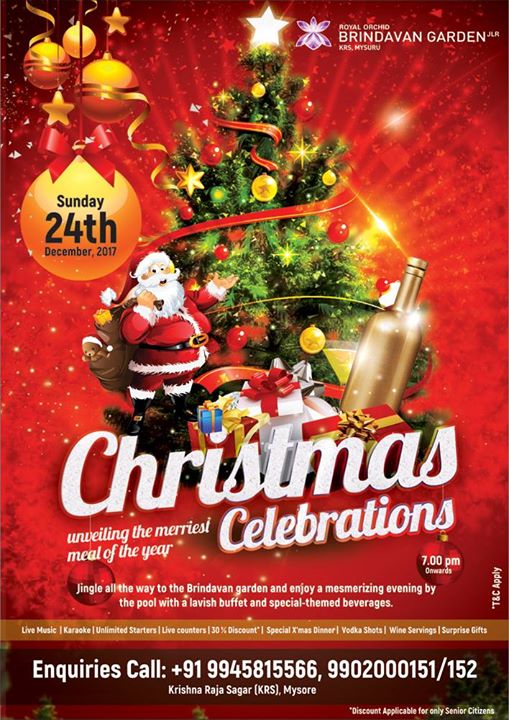 ROYAL ORCHID
BRINDAVAN GARDEN JLR
KRS, MYSURU
Sunday
24th
December, 2017
Christmas
Celebrations
unveiling the merriest
meal of the year
7.00 pm
Onwards
*T&C Apply
Jingle all the way to the Brindavan garden and enjoy a mesmerizing evening by
the pool with a lavish buffet and special-themed beverages.
Live Music | Karaoke | Unlimited Starters | Live counters | 30 % Discount* | Special X'mas Dinner | Vodka Shots | Wine Servings | Surprise Gifts
Enquiries Call: +91 9945815566, 9902000151/152
Krishna Raja Sagar (KRS), Mysore
*Discount Applicable for only Senior Citizens